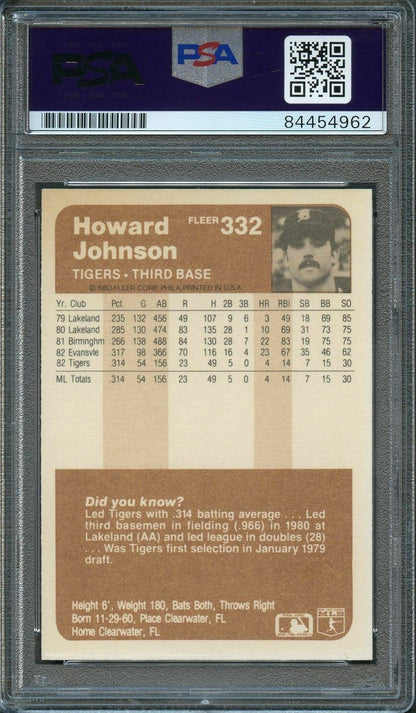 PSA
PSA
84454962
Howard
Johnson
FLEER 332
TIGERS • THIRD BASE
© 1983 FLEER CORP. PHILA. PRINTED IN U.S.A.
Yr. Club Pct. G AB R H 2B 3B HR RBI SB BB SO
79 Lakeland .235 132 456 49 107 9 6 3 49 18 69 85
80 Lakeland .285 130 474 83 135 28 1 10 69 31 73 75
81 Birmnghm .266 138 488 84 130 28 7 22 83 19 75 75
82 Evansvle .317 98 366 70 116 16 4 23 67 35 46 62
82 Tigers .314 54 156 23 49 5 0 4 14 7 15 30
ML Totals .314 54 156 23 49 5 0 4 14 7 15 30
Did you know?
Led Tigers with .314 batting average . . . Led
third basemen in fielding (.966) in 1980 at
Lakeland (AA) and led league in doubles (28)
. . . Was Tigers first selection in January 1979
draft.
Height 6', Weight 180, Bats Both, Throws Right
Born 11-29-60, Place Clearwater, FL
Home Clearwater, FL